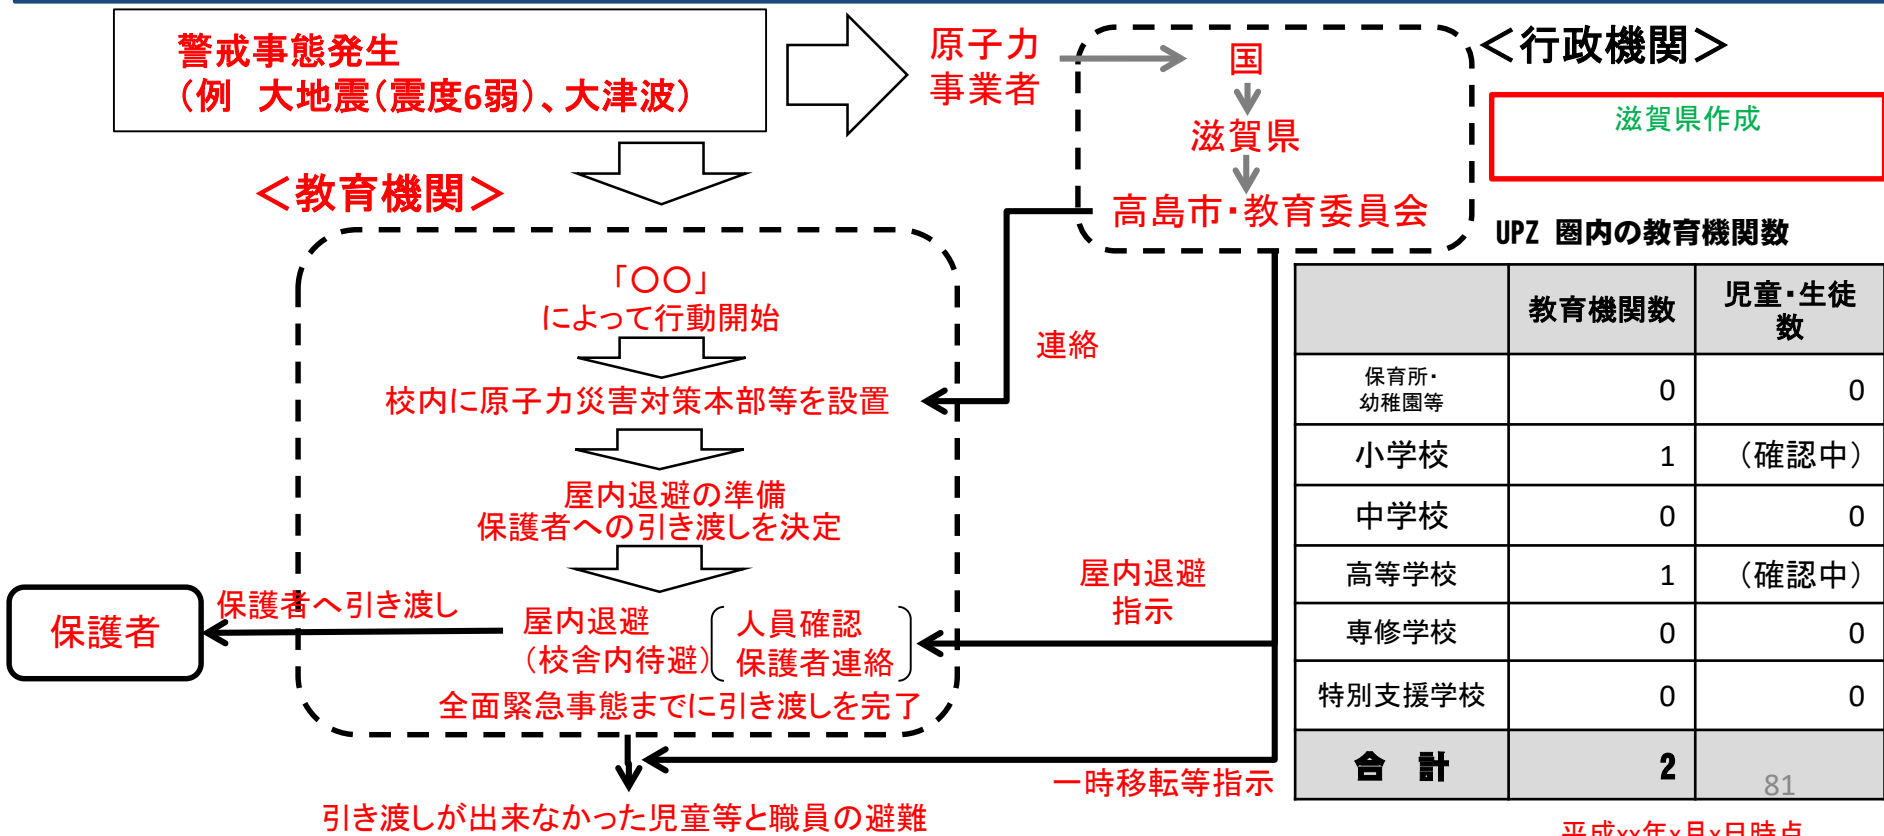 警戒事態発生
（例　大地震（震度6弱）、大津波）
原子力
事業者
国
滋賀県
高島市・教育委員会
＜行政機関＞
滋賀県作成
＜教育機関＞
「〇〇」
によって行動開始
校内に原子力災害対策本部等を設置
屋内退避の準備
保護者への引き渡しを決定
屋内退避
（校舎内待避）
人員確認
保護者連絡
全面緊急事態までに引き渡しを完了
保護者へ引き渡し
保護者
連絡
屋内退避
指示
一時移転等指示
引き渡しが出来なかった児童等と職員の避難
UPZ 圏内の教育機関数
教育機関数 児童・生徒
数
保育所・
幼稚園等 0 0
小学校 1 （確認中）
中学校 0 0
高等学校 1 （確認中）
専修学校 0 0
特別支援学校 0 0
合　計 2
81
平成xx年x月x日時点